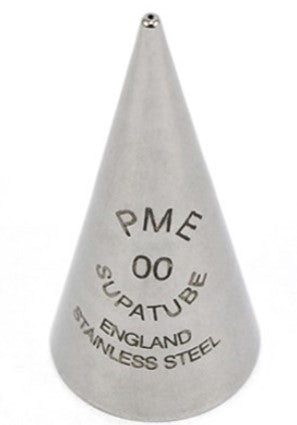 PME
00
SUPATUBE
ENGLAND
STAINLESS STEEL